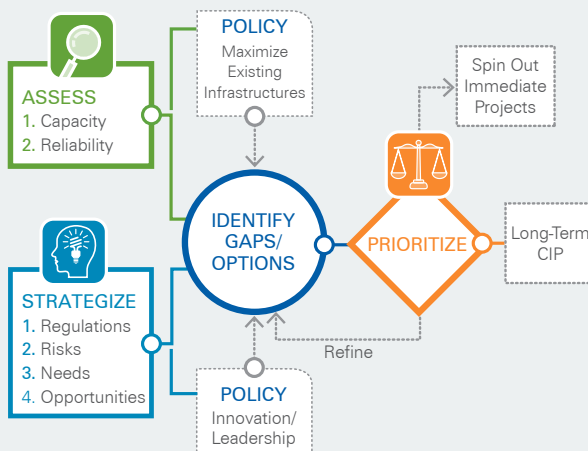 ASSESS
1. Capacity
2. Reliability
POLICY
Maximize
Existing
Infrastructures
STRATEGIZE
1. Regulations
2. Risks
3. Needs
4. Opportunities
POLICY
Innovation/
Leadership
IDENTIFY
GAPS/
OPTIONS
PRIORITIZE
Refine
Spin Out
Immediate
Projects
Long-Term
CIP